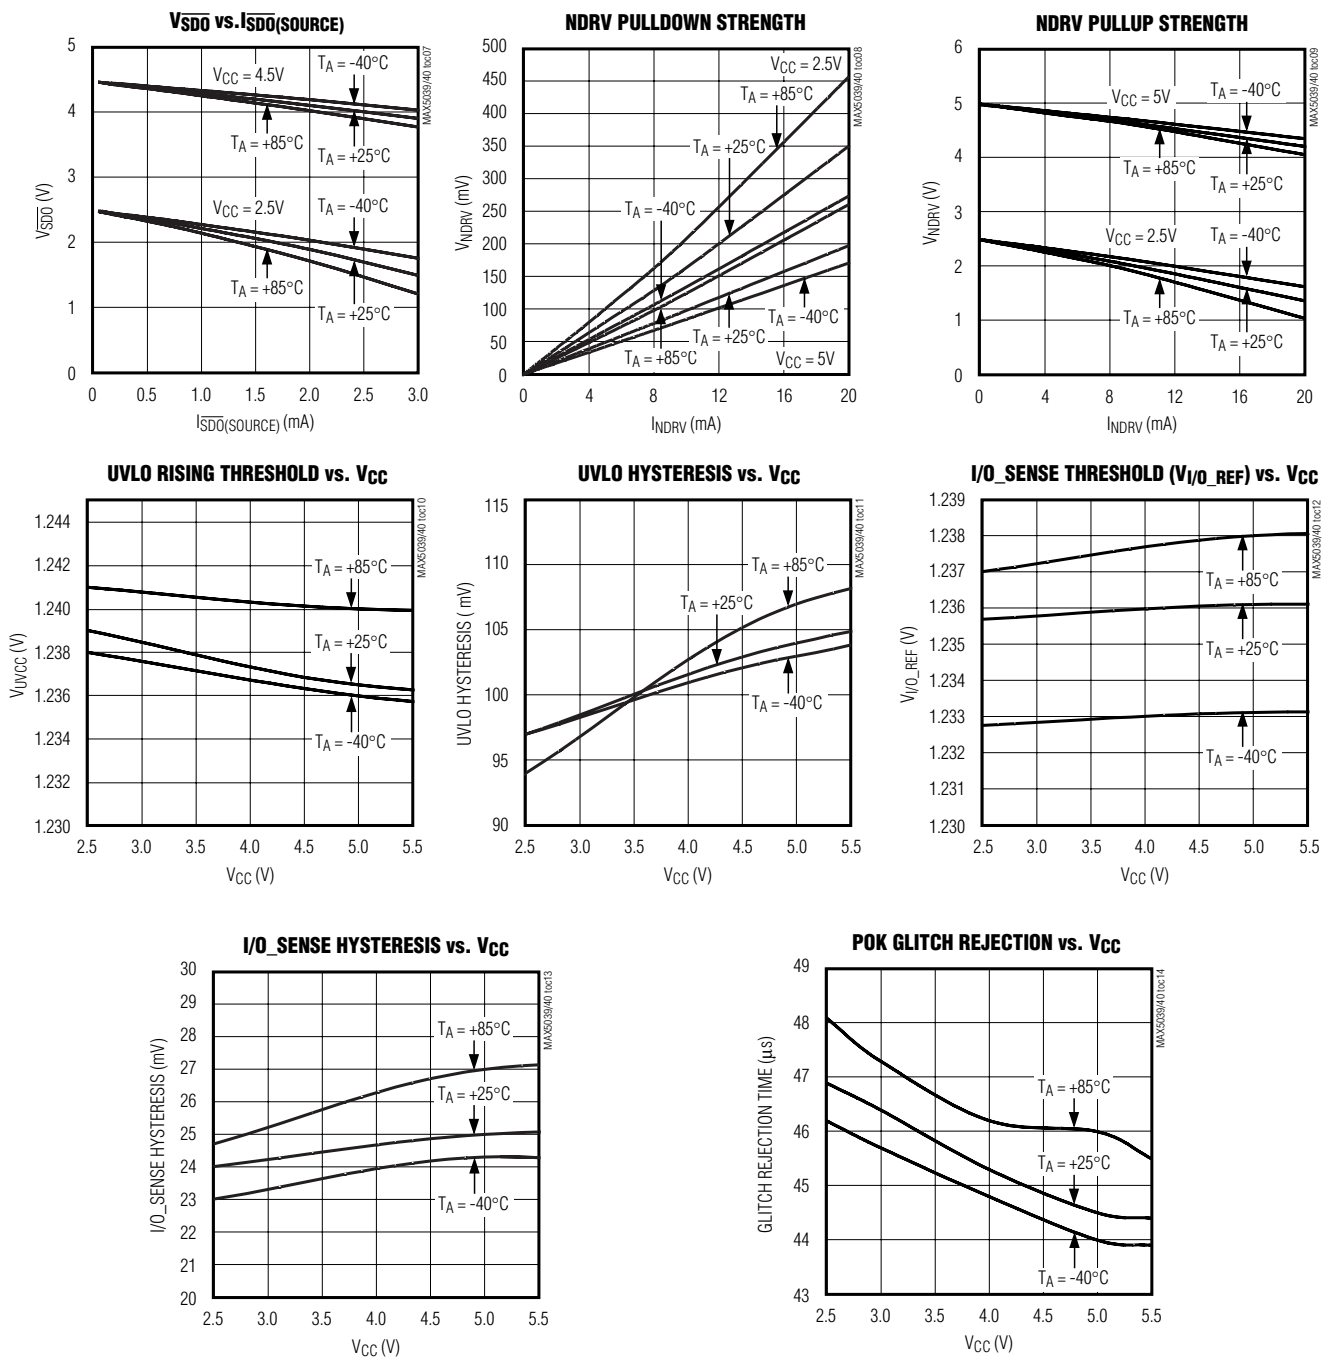 VSDO vs.ISDO(SOURCE)
5
4
3
2
1
0
VSDO (V)
VCC = 4.5V
TA = -40°C
TA = +85°C
TA = +25°C
VCC = 2.5V
TA = -40°C
TA = +85°C
TA = +25°C
0 0.5 1.0 1.5 2.0 2.5 3.0
ISDO(SOURCE) (mA)
MAX5039/40 toc07
NDRV PULLDOWN STRENGTH
500
450
400
350
300
250
200
150
100
50
0
VNDRV (mV)
VCC = 2.5V
TA = +85°C
TA = +25°C
TA = -40°C
TA = -40°C
TA = +25°C
TA = +85°C
VCC = 5V
0 4 8 12 16 20
INDRV (mA)
MAX5039/40 toc08
NDRV PULLUP STRENGTH
6
5
4
3
2
1
0
VNDRV (V)
VCC = 5V
TA = -40°C
TA = +85°C
TA = +25°C
VCC = 2.5V
TA = -40°C
TA = +85°C
TA = +25°C
0 4 8 12 16 20
INDRV (mA)
MAX5039/40 toc09
UVLO RISING THRESHOLD vs. VCC
1.244
1.242
1.240
1.238
1.236
1.234
1.232
1.230
VUVCC (V)
TA = +85°C
TA = +25°C
TA = -40°C
2.5 3.0 3.5 4.0 4.5 5.0 5.5
VCC (V)
MAX5039/40 toc10
UVLO HYSTERESIS vs. VCC
115
110
105
100
95
90
UVLO HYSTERESIS ( mV)
TA = +85°C
TA = +25°C
TA = -40°C
2.5 3.0 3.5 4.0 4.5 5.0 5.5
VCC (V)
MAX5039/40 toc11
I/O_SENSE THRESHOLD (VI/O_REF) vs. VCC
1.239
1.238
1.237
1.236
1.235
1.234
1.233
1.232
1.231
1.230
VI/O_REF (V)
TA = +85°C
TA = +25°C
TA = -40°C
2.5 3.0 3.5 4.0 4.5 5.0 5.5
VCC (V)
MAX5039/40 toc12
I/O_SENSE HYSTERESIS vs. VCC
30
29
28
27
26
25
24
23
22
21
20
I/O_SENSE HYSTERESIS (mV)
TA = +85°C
TA = +25°C
TA = -40°C
2.5 3.0 3.5 4.0 4.5 5.0 5.5
VCC (V)
MAX5039/40 toc13
POK GLITCH REJECTION vs. VCC
49
48
47
46
45
44
43
GLITCH REJECTION TIME (µs)
TA = +85°C
TA = +25°C
TA = -40°C
2.5 3.0 3.5 4.0 4.5 5.0 5.5
VCC (V)
MAX5039/40 toc14